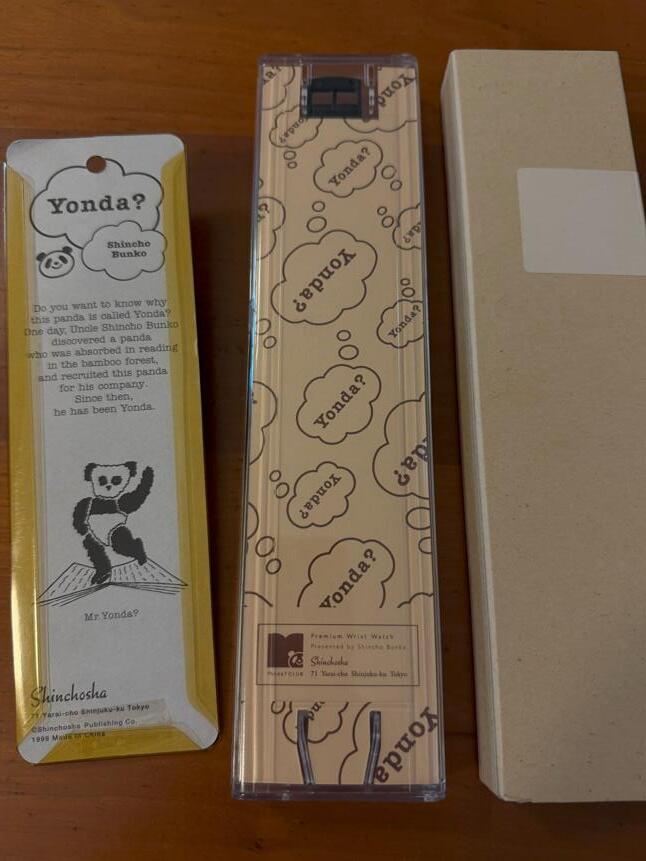 Yonda?
Shincho
Bunko
Do you want to know why
this panda is called Yonda?
One day, Uncle Shincho Bunko
discovered a panda
who was absorbed in reading
in the bamboo forest,
and recruited this panda
for his company.
Since then,
he has been Yonda.
Mr. Yonda?
Shinchosha
71 Yarai-cho Shinjuku-ku Tokyo
©Shinchosha Publishing Co.
1999 Made in China
Yonda?
Yonda?
Yonda?
Yonda?
Yonda?
Yonda?
Yonda?
Yonda?
Premium Wrist Watch
Presented by Shincho Bunko
Shinchosha
71 Yarai-cho Shinjuku-ku Tokyo
Yonda?CLUB
Yonda